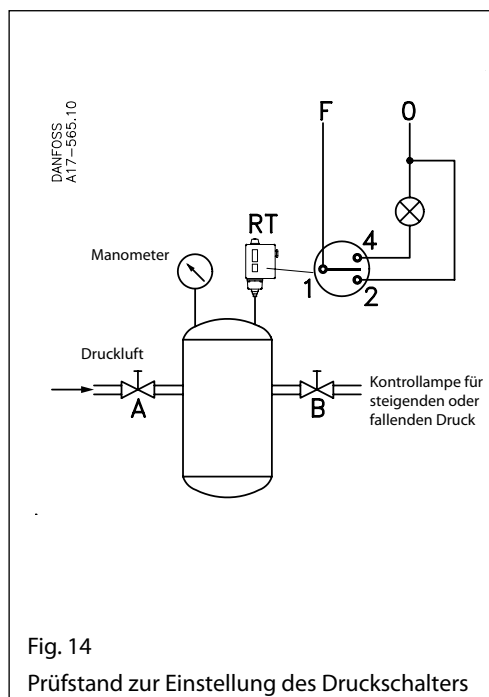 DANFOSS
A17-565.10
F
O
RT
4
1
2
Manometer
Druckluft
A
B
Kontrollampe für
steigenden oder
fallenden Druck
Fig. 14
Prüfstand zur Einstellung des Druckschalters